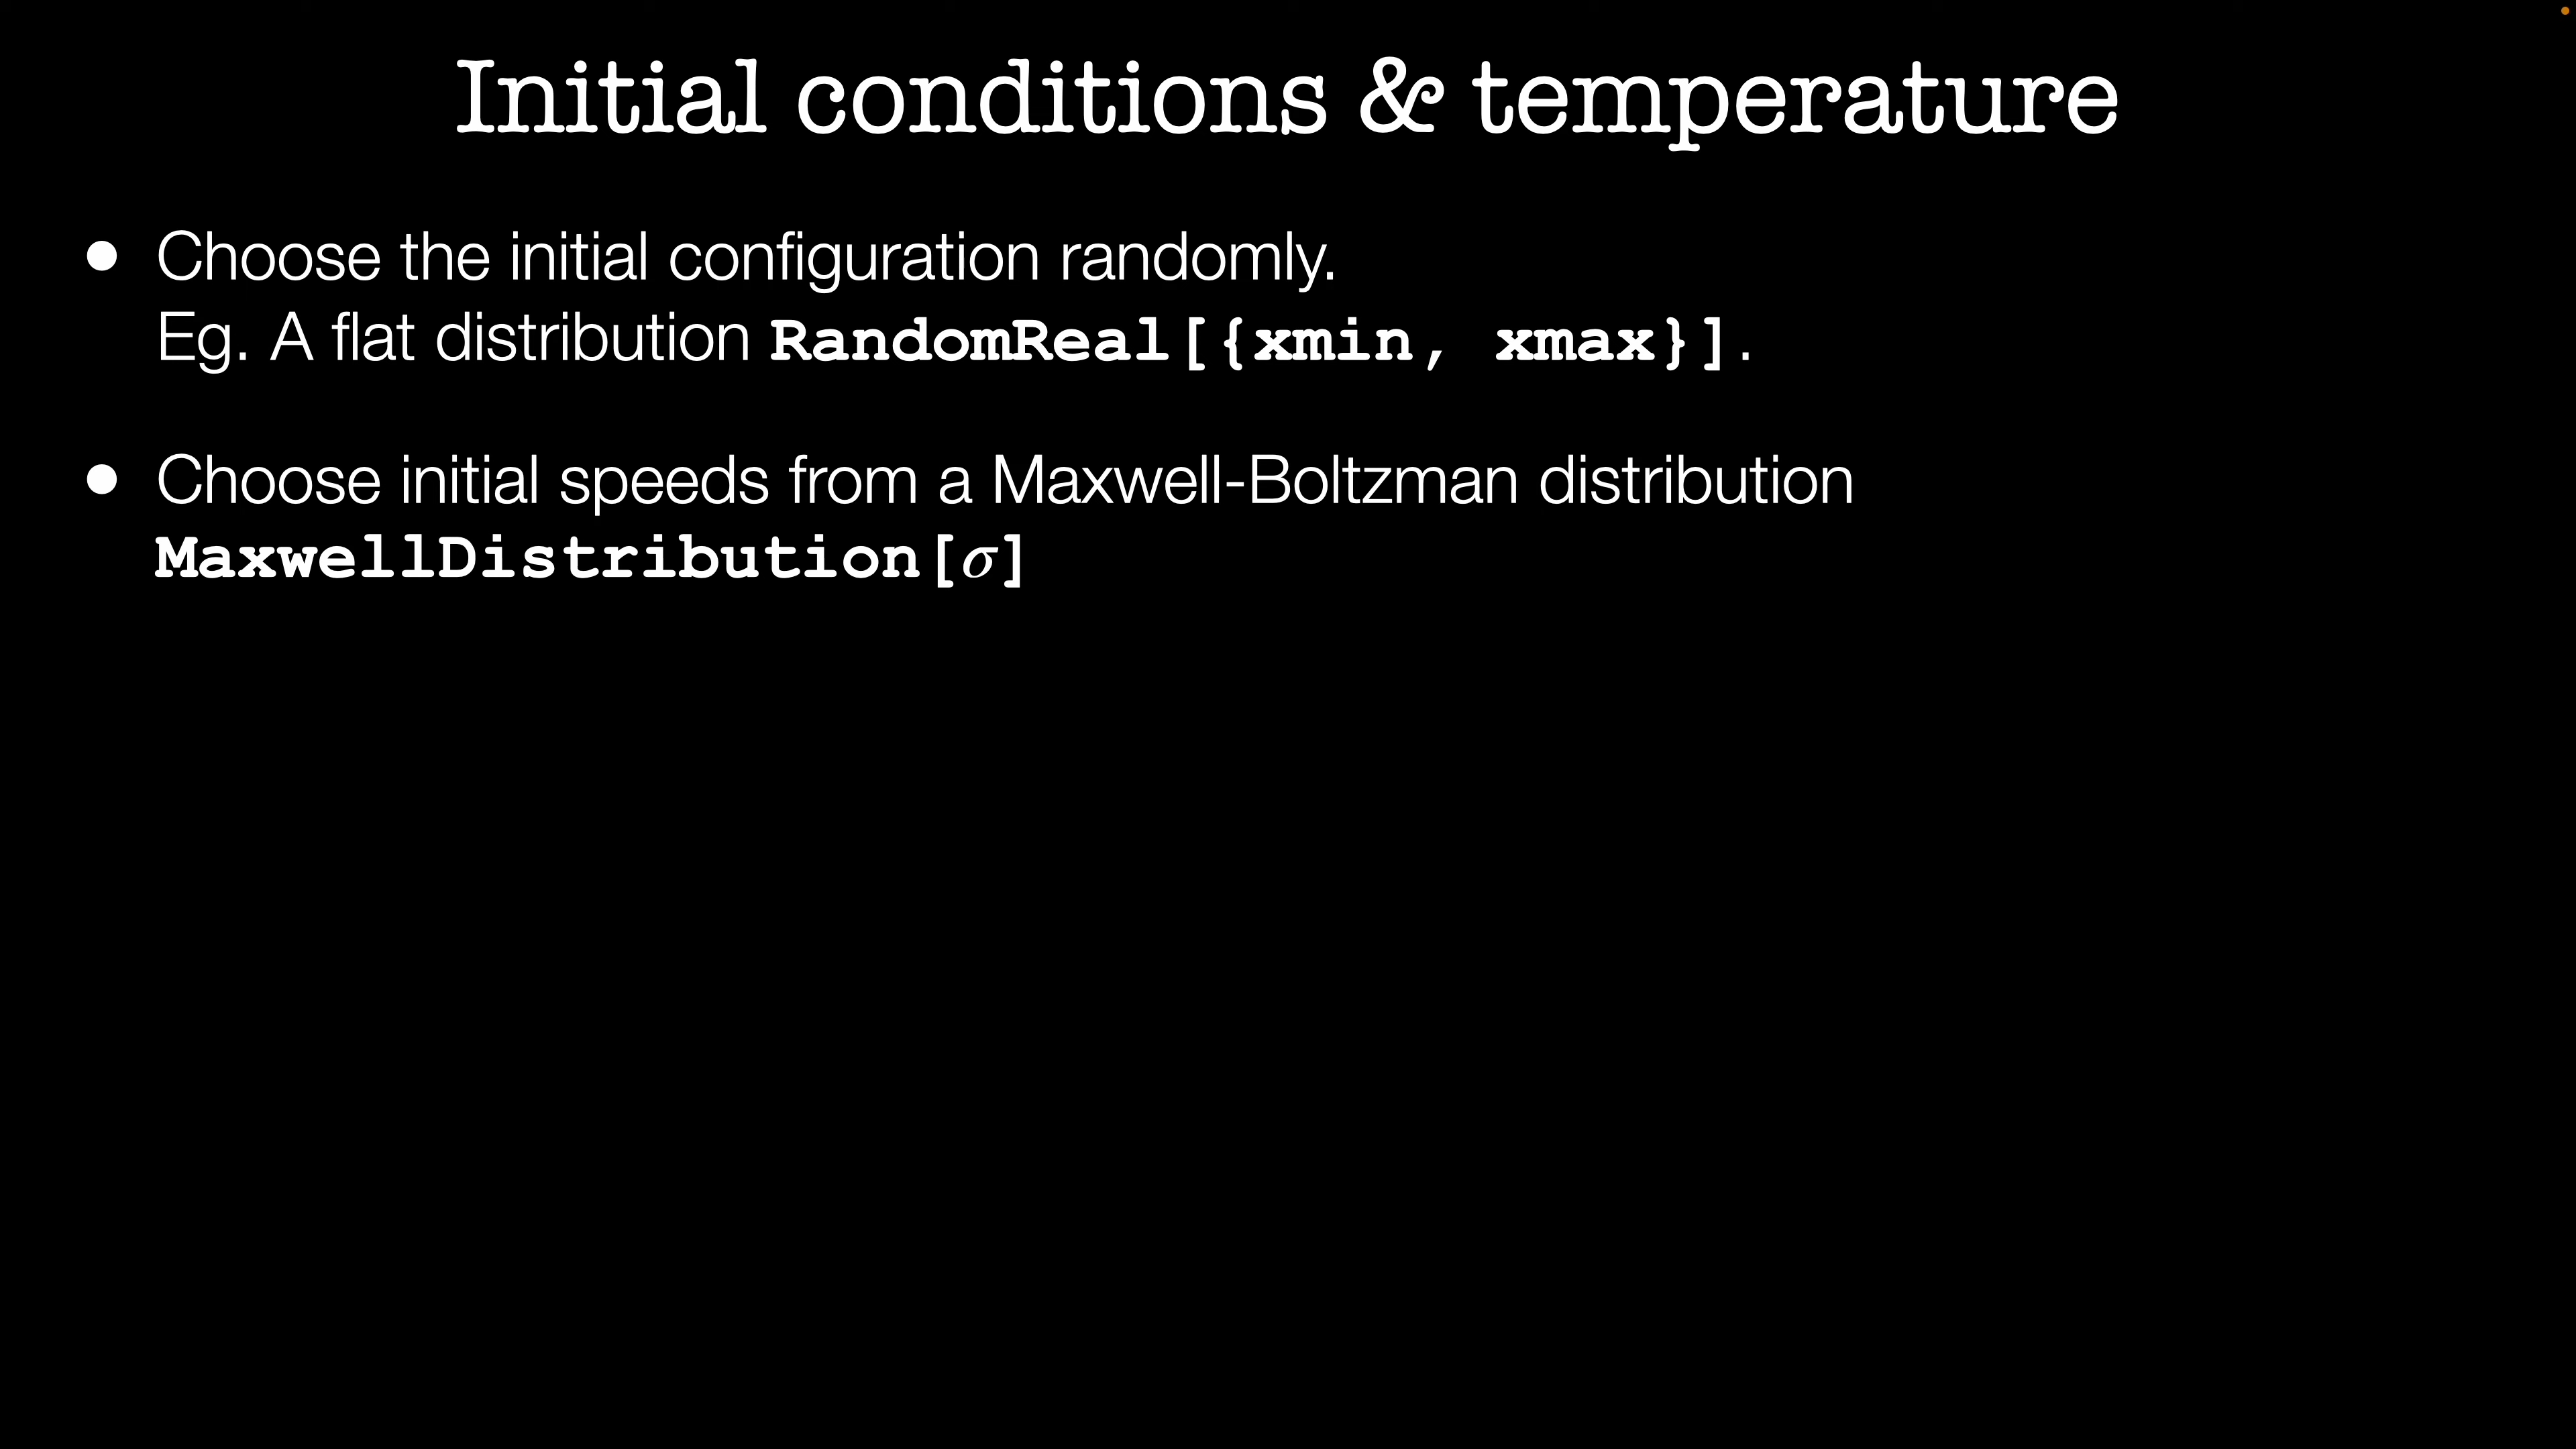 Initial conditions & temperature
• Choose the initial configuration randomly.
Eg. A flat distribution RandomReal[{xmin, xmax}].
• Choose initial speeds from a Maxwell-Boltzman distribution
MaxwellDistribution[σ]